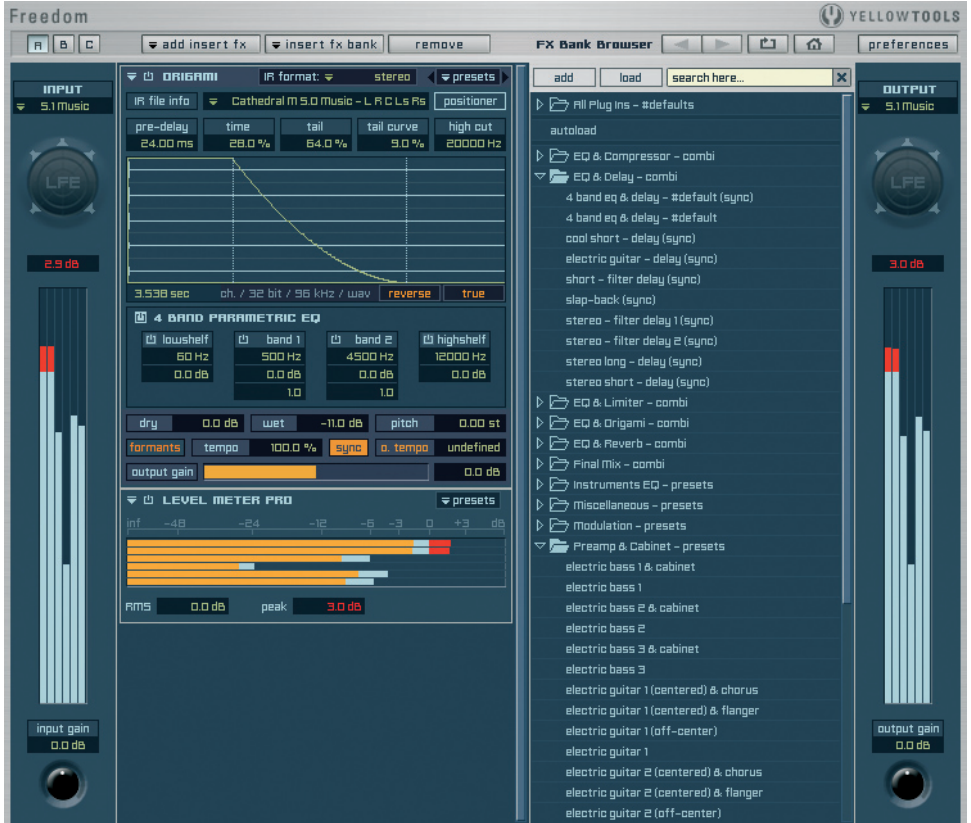 Freedom
YELLOWTOOLS
A B C add insert fx insert fx bank remove FX Bank Browser preferences
INPUT
5.1 Music
LFE
2.9 dB
input gain
0.0 dB
ORIGAMI IR format: stereo presets
IR file info Cathedral M 5.0 Music – L R C Ls Rs positioner
pre-delay time tail tail curve high cut
24.00 ms 28.0 % 64.0 % 9.0 % 20000 Hz
3.538 sec ch. / 32 bit / 96 kHz / wav reverse true
4 BAND PARAMETRIC EQ
lowshelf band 1 band 2 highshelf
60 Hz 500 Hz 4500 Hz 12000 Hz
0.0 dB 0.0 dB 0.0 dB 0.0 dB
1.0 1.0
dry 0.0 dB wet -11.0 dB pitch 0.00 st
formants tempo 100.0 % sync o. tempo undefined
output gain 0.0 dB
LEVEL METER PRO presets
inf -48 -24 -12 -6 -3 0 +3 dB
RMS 0.0 dB peak 3.0 dB
add load search here... X
All Plug Ins – #defaults
autoload
EQ & Compressor – combi
EQ & Delay – combi
4 band eq & delay – #default (sync)
4 band eq & delay – #default
cool short – delay (sync)
electric guitar – delay (sync)
short – filter delay (sync)
slap-back (sync)
stereo – filter delay 1 (sync)
stereo – filter delay 2 (sync)
stereo long – delay (sync)
stereo short – delay (sync)
EQ & Limiter – combi
EQ & Origami – combi
EQ & Reverb – combi
Final Mix – combi
Instruments EQ – presets
Miscellaneous – presets
Modulation – presets
Preamp & Cabinet – presets
electric bass 1 & cabinet
electric bass 1
electric bass 2 & cabinet
electric bass 2
electric bass 3 & cabinet
electric bass 3
electric guitar 1 (centered) & chorus
electric guitar 1 (centered) & flanger
electric guitar 1 (off-center)
electric guitar 1
electric guitar 2 (centered) & chorus
electric guitar 2 (centered) & flanger
electric guitar 2 (off-center)
OUTPUT
5.1 Music
LFE
3.0 dB
output gain
0.0 dB